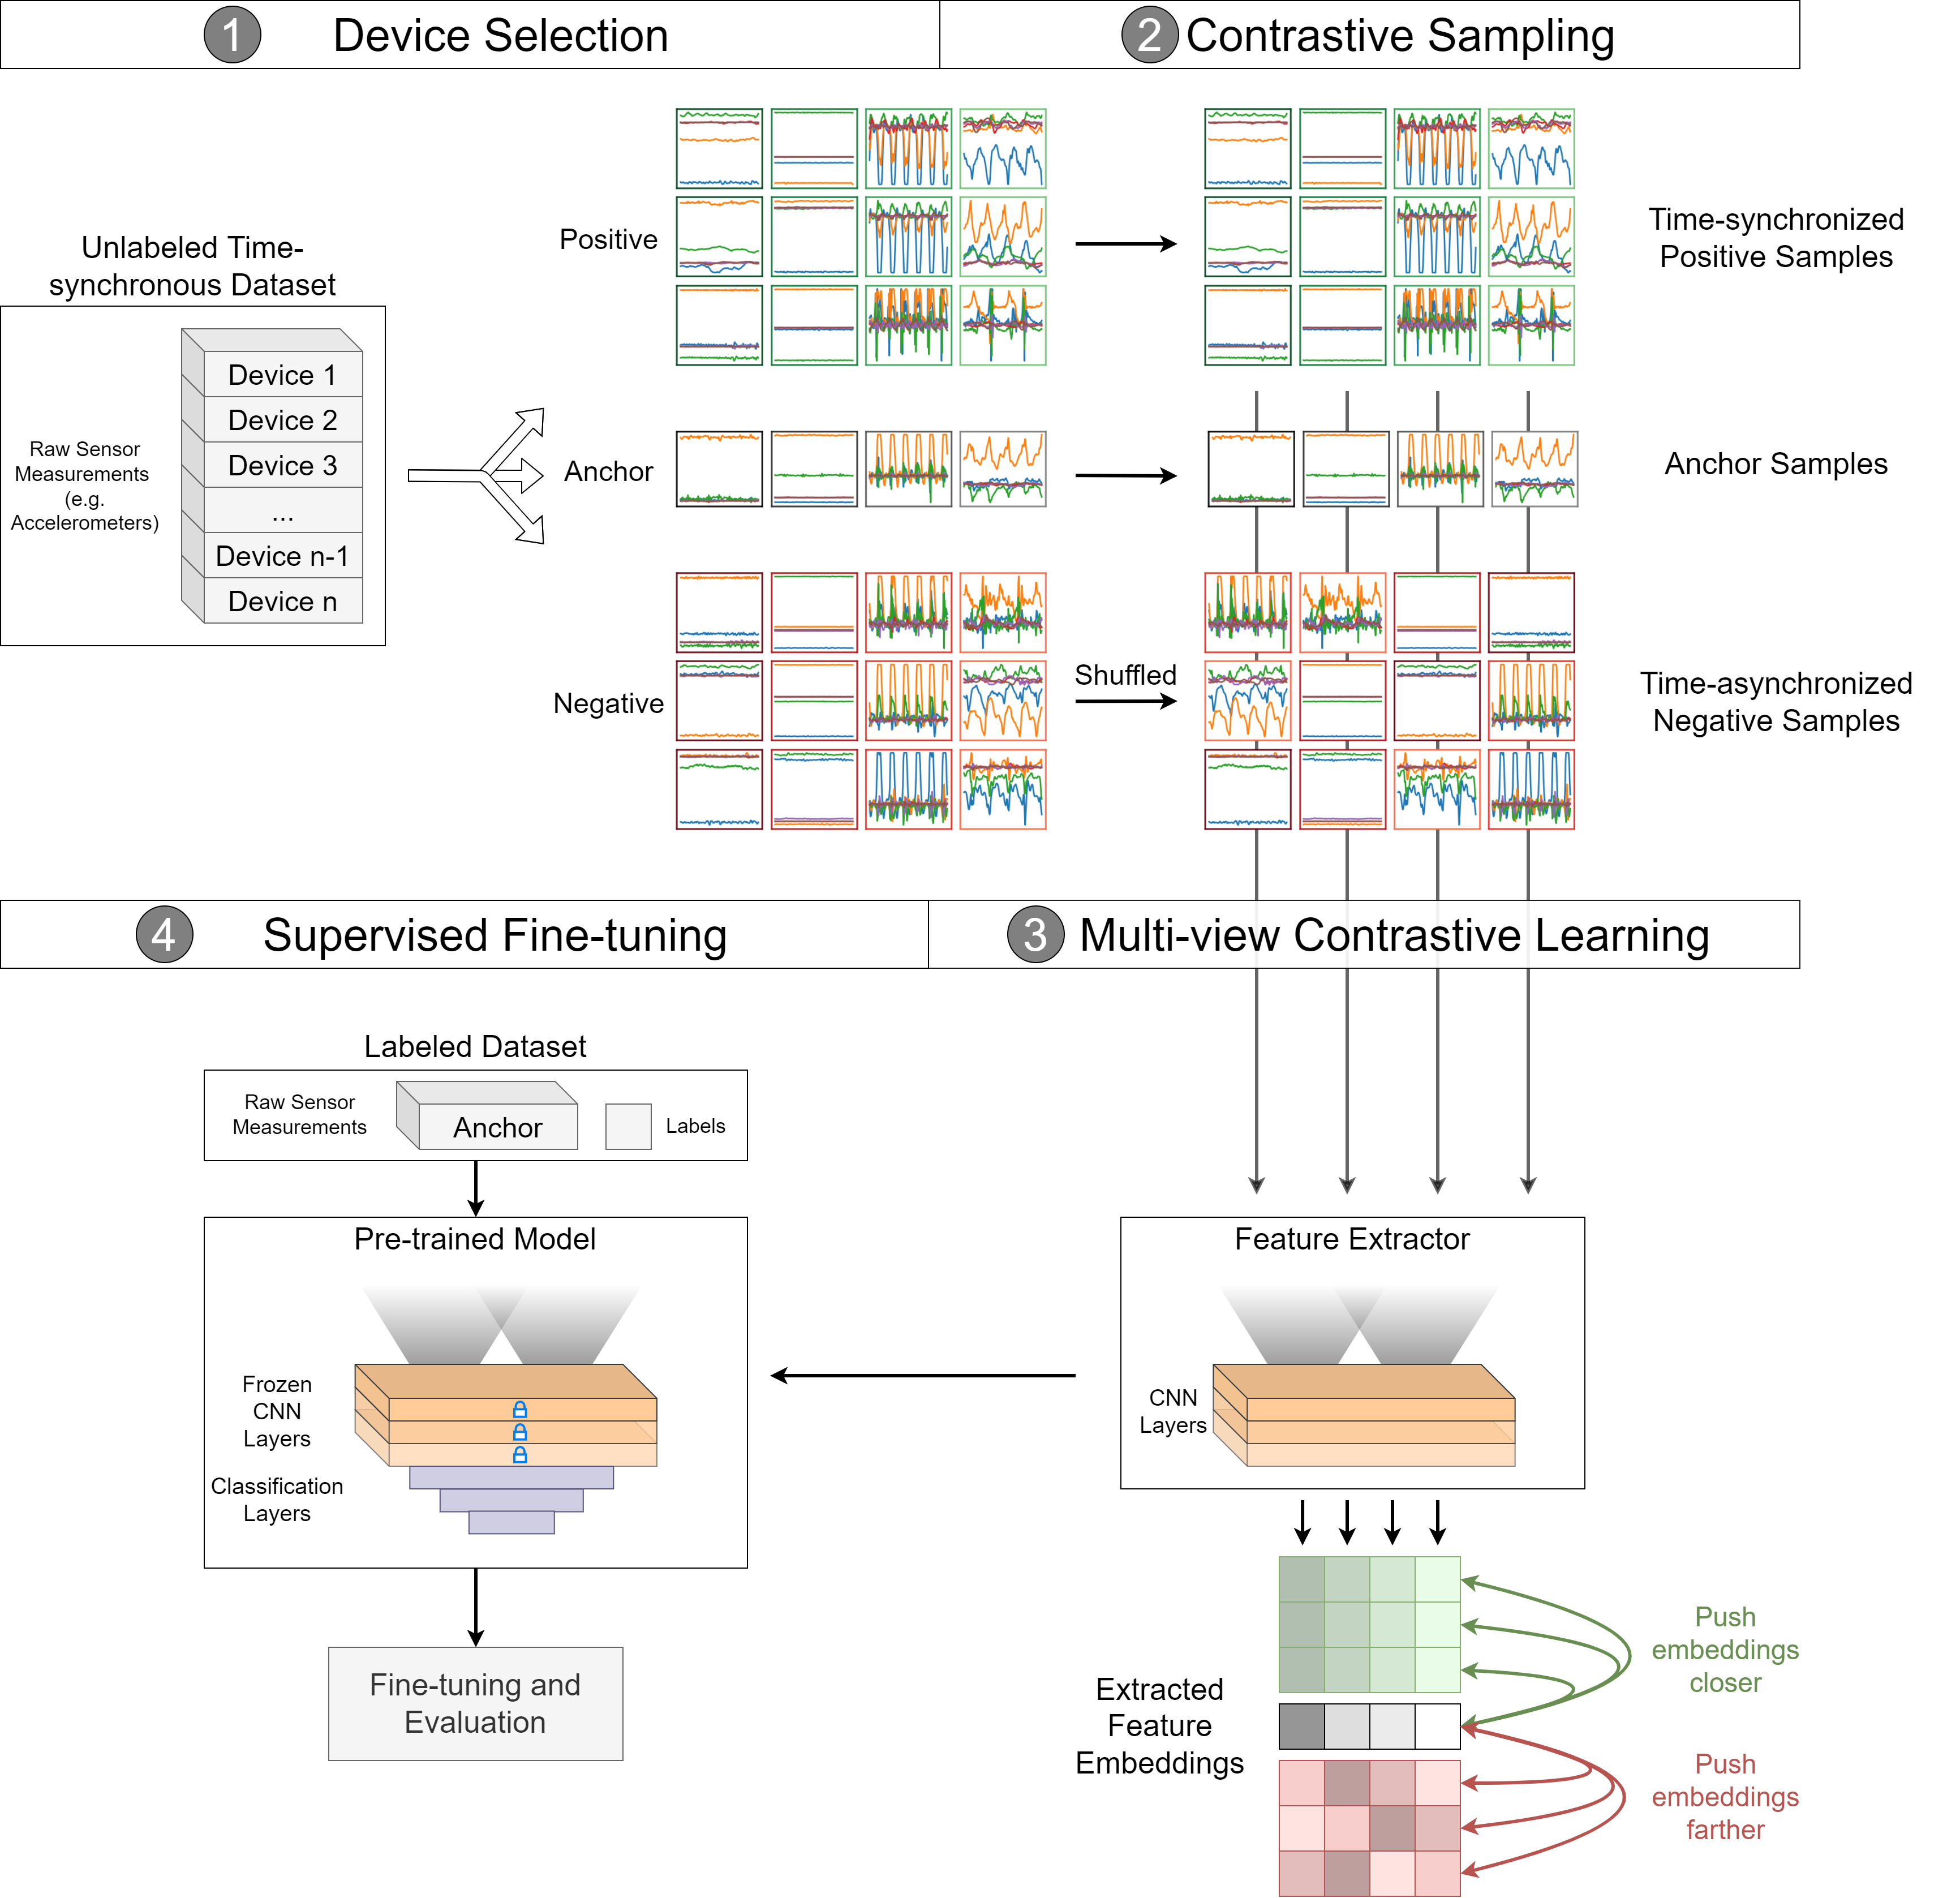 1 Device Selection
2 Contrastive Sampling
Unlabeled Time-
synchronous Dataset
Raw Sensor
Measurements
(e.g.
Accelerometers)
Device 1
Device 2
Device 3
...
Device n-1
Device n
Positive
Anchor
Negative
Shuffled
Time-synchronized
Positive Samples
Anchor Samples
Time-asynchronized
Negative Samples
4 Supervised Fine-tuning
3 Multi-view Contrastive Learning
Labeled Dataset
Raw Sensor
Measurements
Anchor
Labels
Pre-trained Model
Frozen
CNN
Layers
Classification
Layers
Fine-tuning and
Evaluation
Feature Extractor
CNN
Layers
Extracted
Feature
Embeddings
Push
embeddings
closer
Push
embeddings
farther